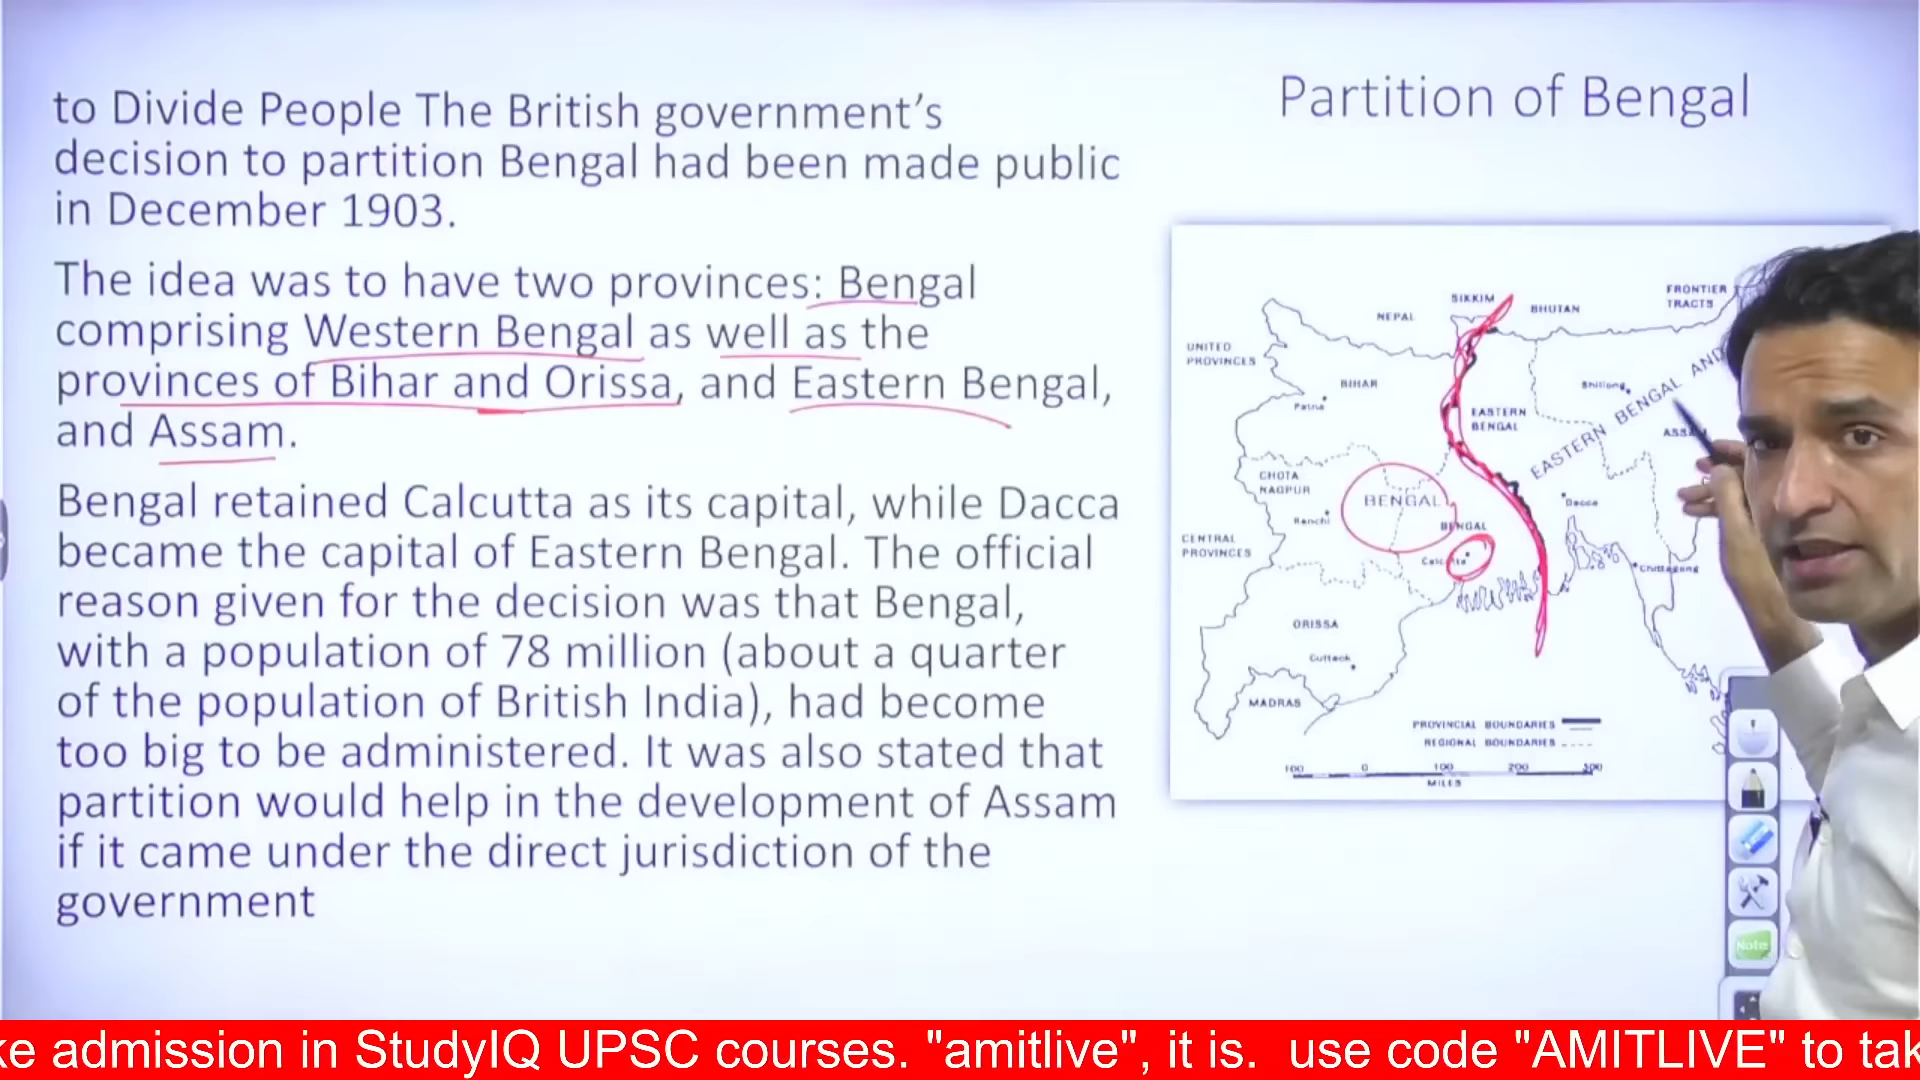 to Divide People The British government’s
decision to partition Bengal had been made public
in December 1903.
The idea was to have two provinces: Bengal
comprising Western Bengal as well as the
provinces of Bihar and Orissa, and Eastern Bengal,
and Assam.
Bengal retained Calcutta as its capital, while Dacca
became the capital of Eastern Bengal. The official
reason given for the decision was that Bengal,
with a population of 78 million (about a quarter
of the population of British India), had become
too big to be administered. It was also stated that
partition would help in the development of Assam
if it came under the direct jurisdiction of the
government
Partition of Bengal
SIKKIM
BHUTAN
FRONTIER
TRACTS
NEPAL
UNITED
PROVINCES
BIHAR
Patna
Shillong
EASTERN
BENGAL
EASTERN BENGAL AND
CHOTA
NAGPUR
BENGAL
Ranchi
BENGAL
Dacca
CENTRAL
PROVINCES
Chittagong
ORISSA
Cuttack
MADRAS
PROVINCIAL BOUNDARIES
REGIONAL BOUNDARIES
100 0 100 200 300
MILES
Note
ke admission in StudyIQ UPSC courses. "amitlive", it is. use code "AMITLIVE" to tak